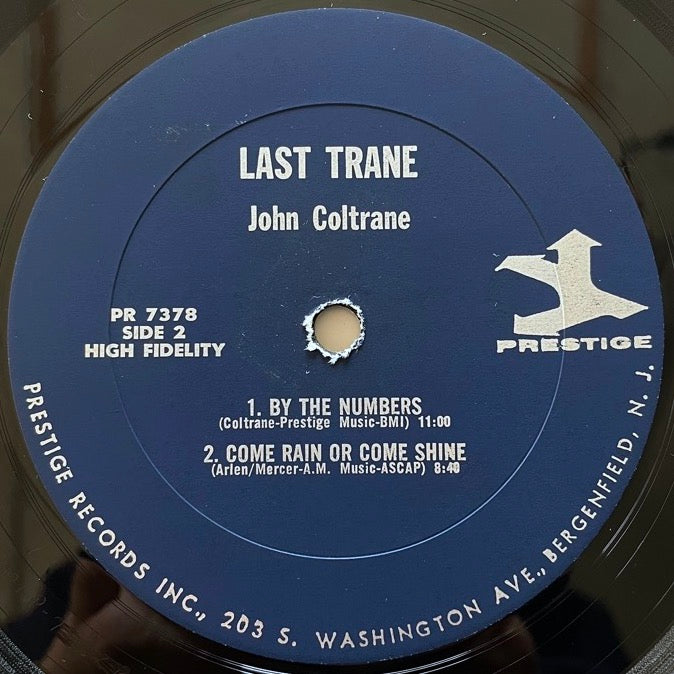 LAST TRANE
John Coltrane
PR 7378
SIDE 2
HIGH FIDELITY
PRESTIGE
1. BY THE NUMBERS
(Coltrane-Prestige Music-BMI) 11:00
2. COME RAIN OR COME SHINE
(Arlen/Mercer-A.M. Music-ASCAP) 8:40
PRESTIGE RECORDS INC., 203 S. WASHINGTON AVE., BERGENFIELD, N. J.